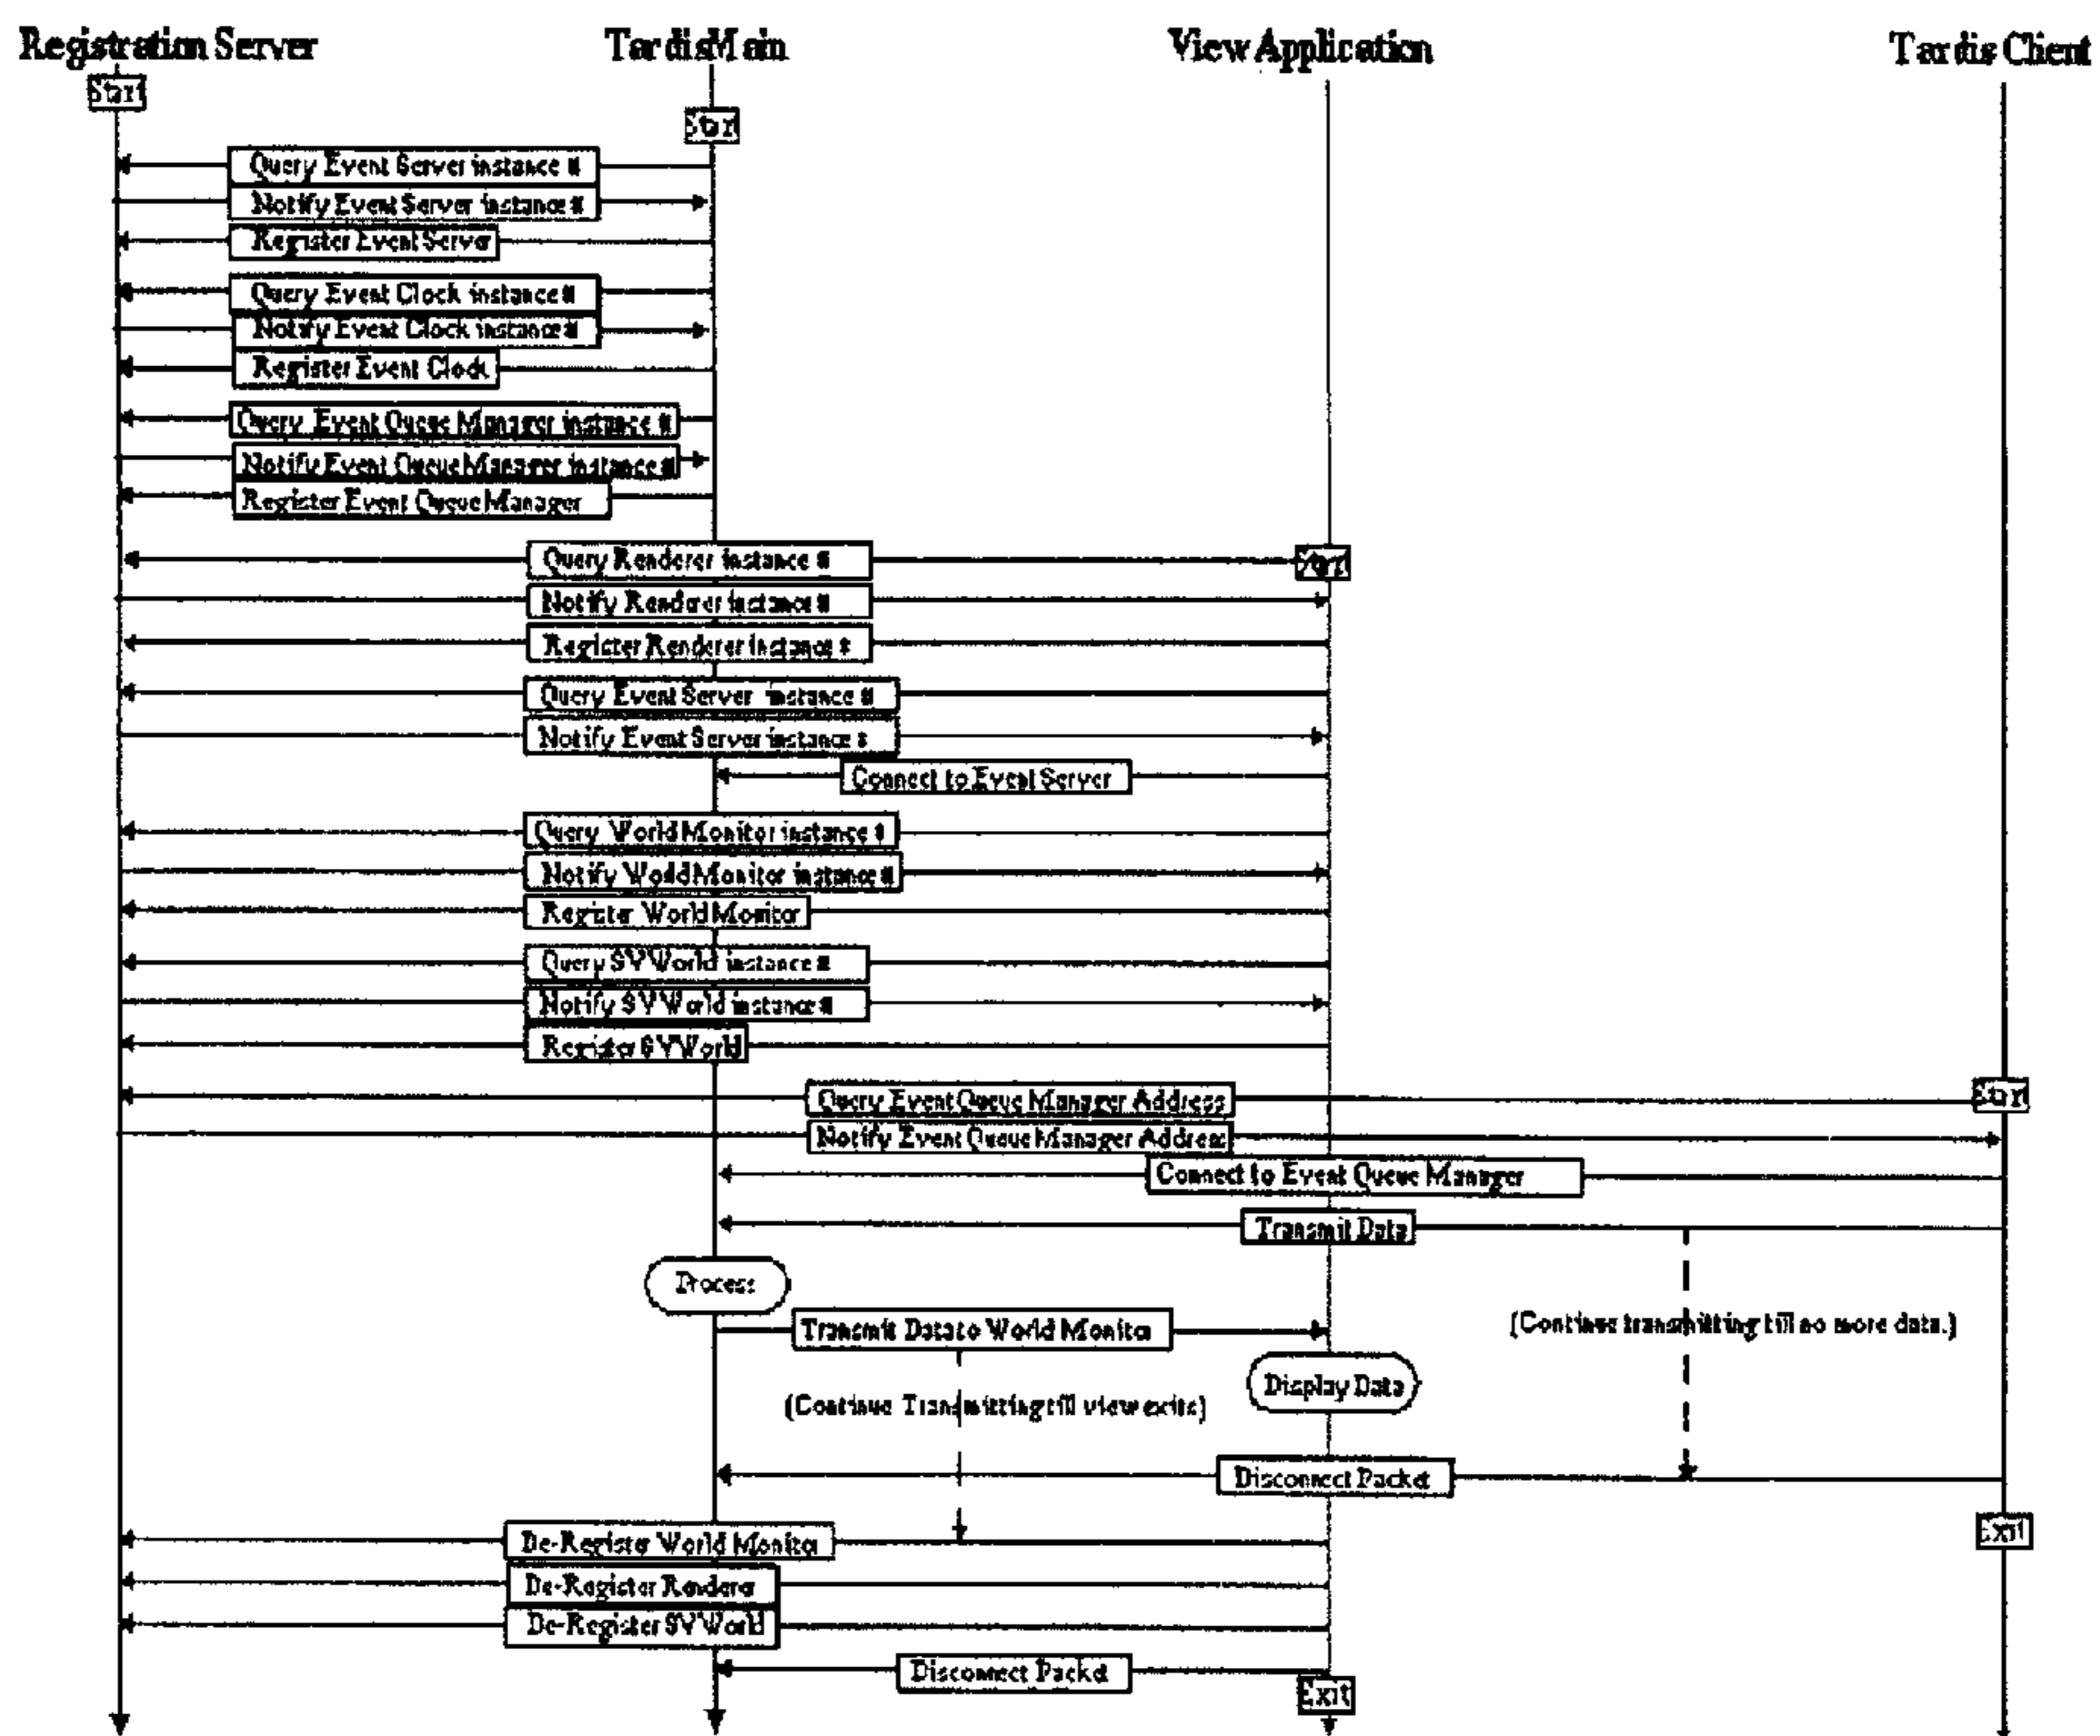 Registration Server
TardisMain
View Application
Tardis Client
Start
Start
Query Event Server instance #
Notify Event Server instance #
Register Event Server
Query Event Clock instance #
Notify Event Clock instance #
Register Event Clock
Query Event Queue Manager instance #
Notify Event Queue Manager instance #
Register Event Queue Manager
Query Renderer instance #
Start
Notify Renderer instance #
Register Renderer instance #
Query Event Server instance #
Notify Event Server instance #
Connect to Event Server
Query World Monitor instance #
Notify World Monitor instance #
Register World Monitor
Query SVWorld instance #
Notify SVWorld instance #
Register SVWorld
Query Event Queue Manager Address
Start
Notify Event Queue Manager Address
Connect to Event Queue Manager
Transmit Data
Process
Transmit Data to World Monitor
(Continue transmitting till no more data.)
Display Data
(Continue Transmitting till view exits)
Disconnect Packet
Exit
De-Register World Monitor
De-Register Renderer
De-Register SVWorld
Disconnect Packet
Exit